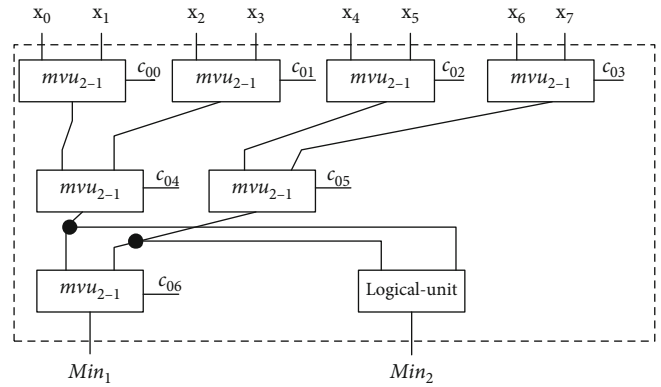 x₀ x₁ x₂ x₃ x₄ x₅ x₆ x₇
mvu₂₋₁ c₀₀ mvu₂₋₁ c₀₁ mvu₂₋₁ c₀₂ mvu₂₋₁ c₀₃
mvu₂₋₁ c₀₄ mvu₂₋₁ c₀₅
mvu₂₋₁ c₀₆ Logical-unit
Min₁ Min₂